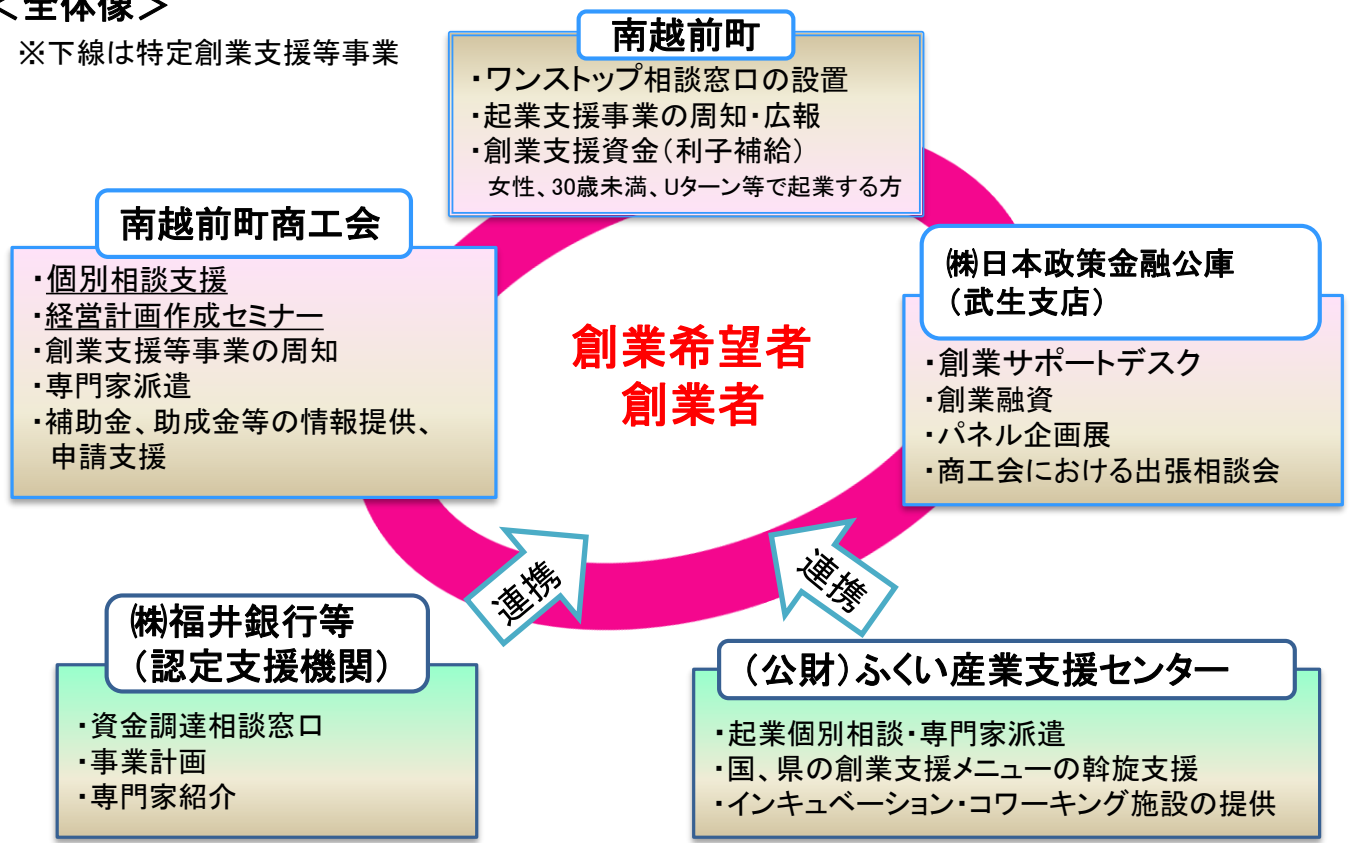 ＜全体像＞
※下線は特定創業支援等事業
南越前町
・ワンストップ相談窓口の設置
・起業支援事業の周知・広報
・創業支援資金（利子補給）
女性、30歳未満、Uターン等で起業する方
南越前町商工会
・個別相談支援
・経営計画作成セミナー
・創業支援等事業の周知
・専門家派遣
・補助金、助成金等の情報提供、
申請支援
創業希望者
創業者
㈱日本政策金融公庫
（武生支店）
・創業サポートデスク
・創業融資
・パネル企画展
・商工会における出張相談会
連携
連携
㈱福井銀行等
（認定支援機関）
・資金調達相談窓口
・事業計画
・専門家紹介
（公財）ふくい産業支援センター
・起業個別相談・専門家派遣
・国、県の創業支援メニューの斡旋支援
・インキュベーション・コワーキング施設の提供